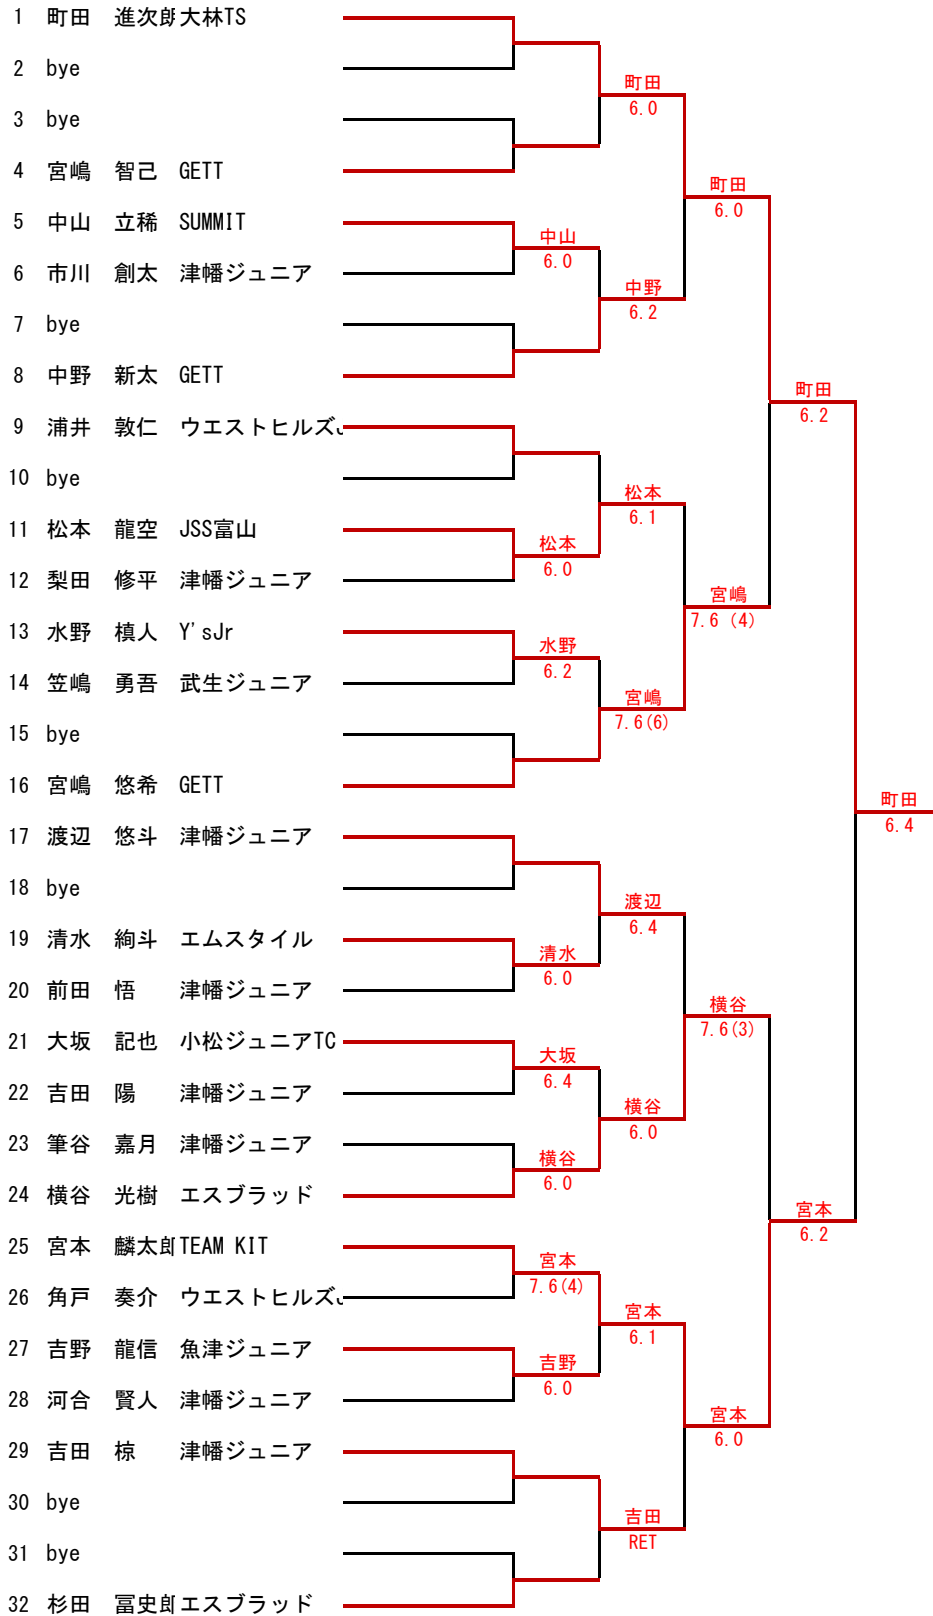 1 町田 進次郎 大林TS
2 bye
町田
6.0
3 bye
4 宮嶋 智己 GETT
町田
6.0
5 中山 立稀 SUMMIT
中山
6.0
6 市川 創太 津幡ジュニア
中野
6.2
7 bye
8 中野 新太 GETT
町田
6.2
9 浦井 敦仁 ウエストヒルズJ
10 bye
松本
6.1
11 松本 龍空 JSS富山
松本
6.0
12 梨田 修平 津幡ジュニア
宮嶋
7.6 (4)
13 水野 槙人 Y'sJr
水野
6.2
14 笠嶋 勇吾 武生ジュニア
宮嶋
7.6(6)
15 bye
16 宮嶋 悠希 GETT
町田
6.4
17 渡辺 悠斗 津幡ジュニア
18 bye
渡辺
6.4
19 清水 絢斗 エムスタイル
清水
6.0
20 前田 悟 津幡ジュニア
横谷
7.6(3)
21 大坂 記也 小松ジュニアTC
大坂
6.4
22 吉田 陽 津幡ジュニア
横谷
6.0
23 筆谷 嘉月 津幡ジュニア
横谷
6.0
24 横谷 光樹 エスブラッド
宮本
6.2
25 宮本 麟太郎 TEAM KIT
宮本
7.6(4)
26 角戸 奏介 ウエストヒルズJ
宮本
6.1
27 吉野 龍信 魚津ジュニア
吉野
6.0
28 河合 賢人 津幡ジュニア
宮本
6.0
29 吉田 椋 津幡ジュニア
30 bye
吉田
RET
31 bye
32 杉田 冨史郎 エスブラッド